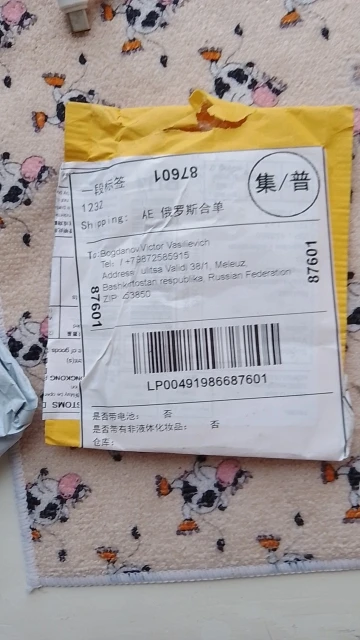 一段标签
87601
集/普
1232
Shipping: AE 俄罗斯合单
To:Bogdanov Victor Vasilievich
Tel: /+79872585915
Address: ulitsa Validi 38/1, Meleuz,
Bashkirtostan respublika, Russian Federation
ZIP: 453850
87601
87601
LP00491986687601
是否带电池: 否
是否带有非液体化妆品: 否
仓库: